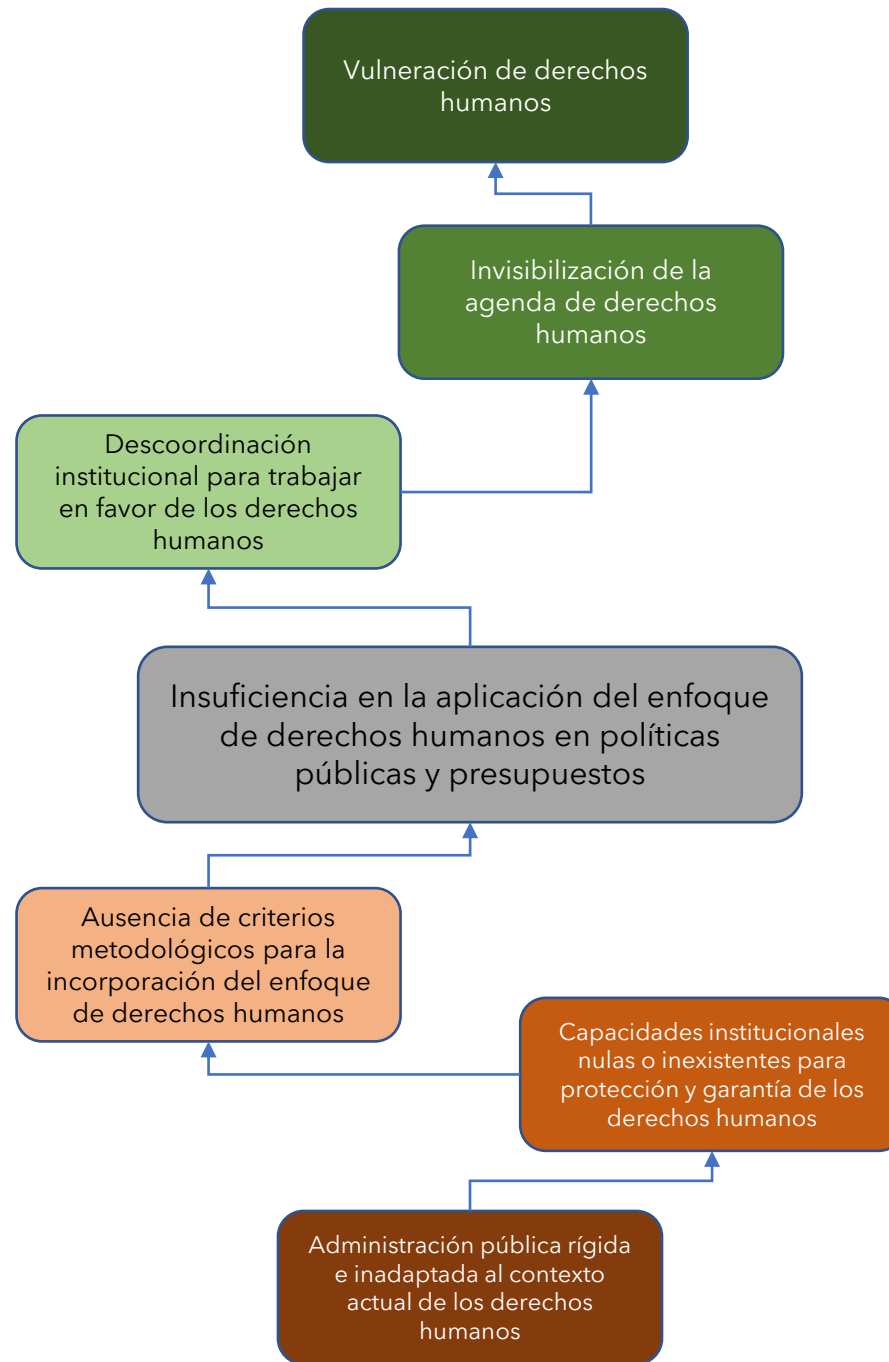 Vulneración de derechos
humanos
Invisibilización de la
agenda de derechos
humanos
Descoordinación
institucional para trabajar
en favor de los derechos
humanos
Insuficiencia en la aplicación del enfoque
de derechos humanos en políticas
públicas y presupuestos
Ausencia de criterios
metodológicos para la
incorporación del enfoque
de derechos humanos
Capacidades institucionales
nulas o inexistentes para
protección y garantía de los
derechos humanos
Administración pública rígida
e inadaptada al contexto
actual de los derechos
humanos